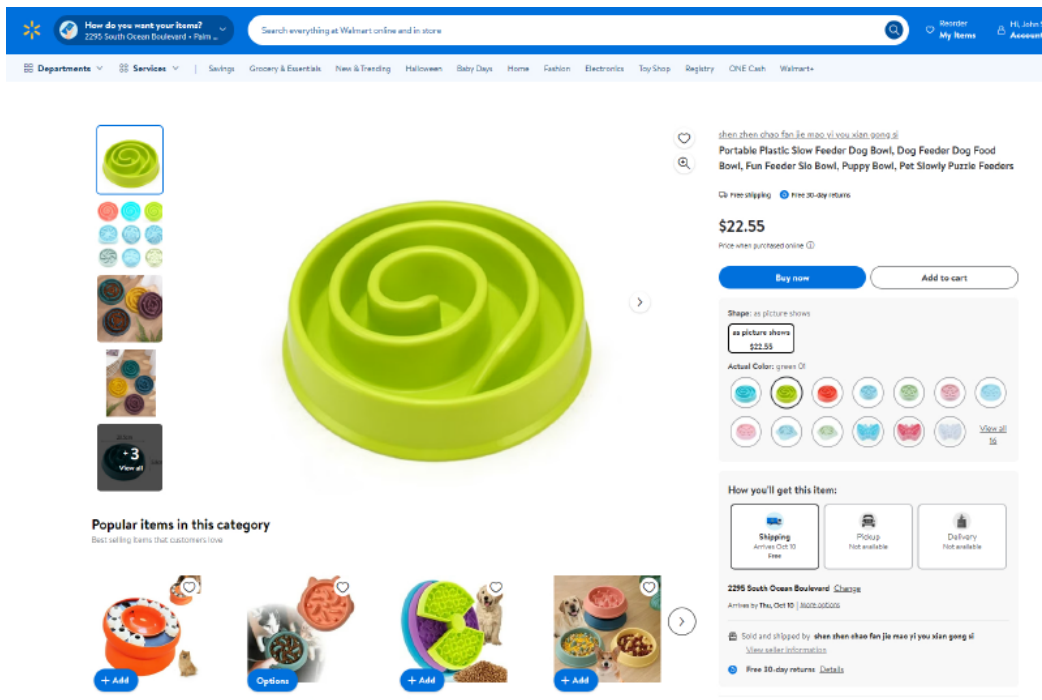 How do you want your items?
2295 South Ocean Boulevard • Palm ...
Search everything at Walmart online and in store
Reorder
My Items
Hi, John S
Account
Departments
Services
Savings
Grocery & Essentials
New & Trending
Halloween
Baby Days
Home
Fashion
Electronics
Toy Shop
Registry
ONE Cash
Walmart+
+3
View all
shen zhen chao fan jie mao yi you xian gong si
Portable Plastic Slow Feeder Dog Bowl, Dog Feeder Dog Food
Bowl, Fun Feeder Slo Bowl, Puppy Bowl, Pet Slowly Puzzle Feeders
Free shipping
Free 30-day returns
$22.55
Price when purchased online
Buy now
Add to cart
Shape: as picture shows
as picture shows
$22.55
Actual Color: green 01
View all
16
How you'll get this item:
Shipping
Arrives Oct 10
Free
Pickup
Not available
Delivery
Not available
2295 South Ocean Boulevard Change
Arrives by Thu, Oct 10 | More options
Sold and shipped by shen zhen chao fan jie mao yi you xian gong si
View seller information
Free 30-day returns Details
Popular items in this category
Best selling items that customers love
+ Add
Options
+ Add
+ Add